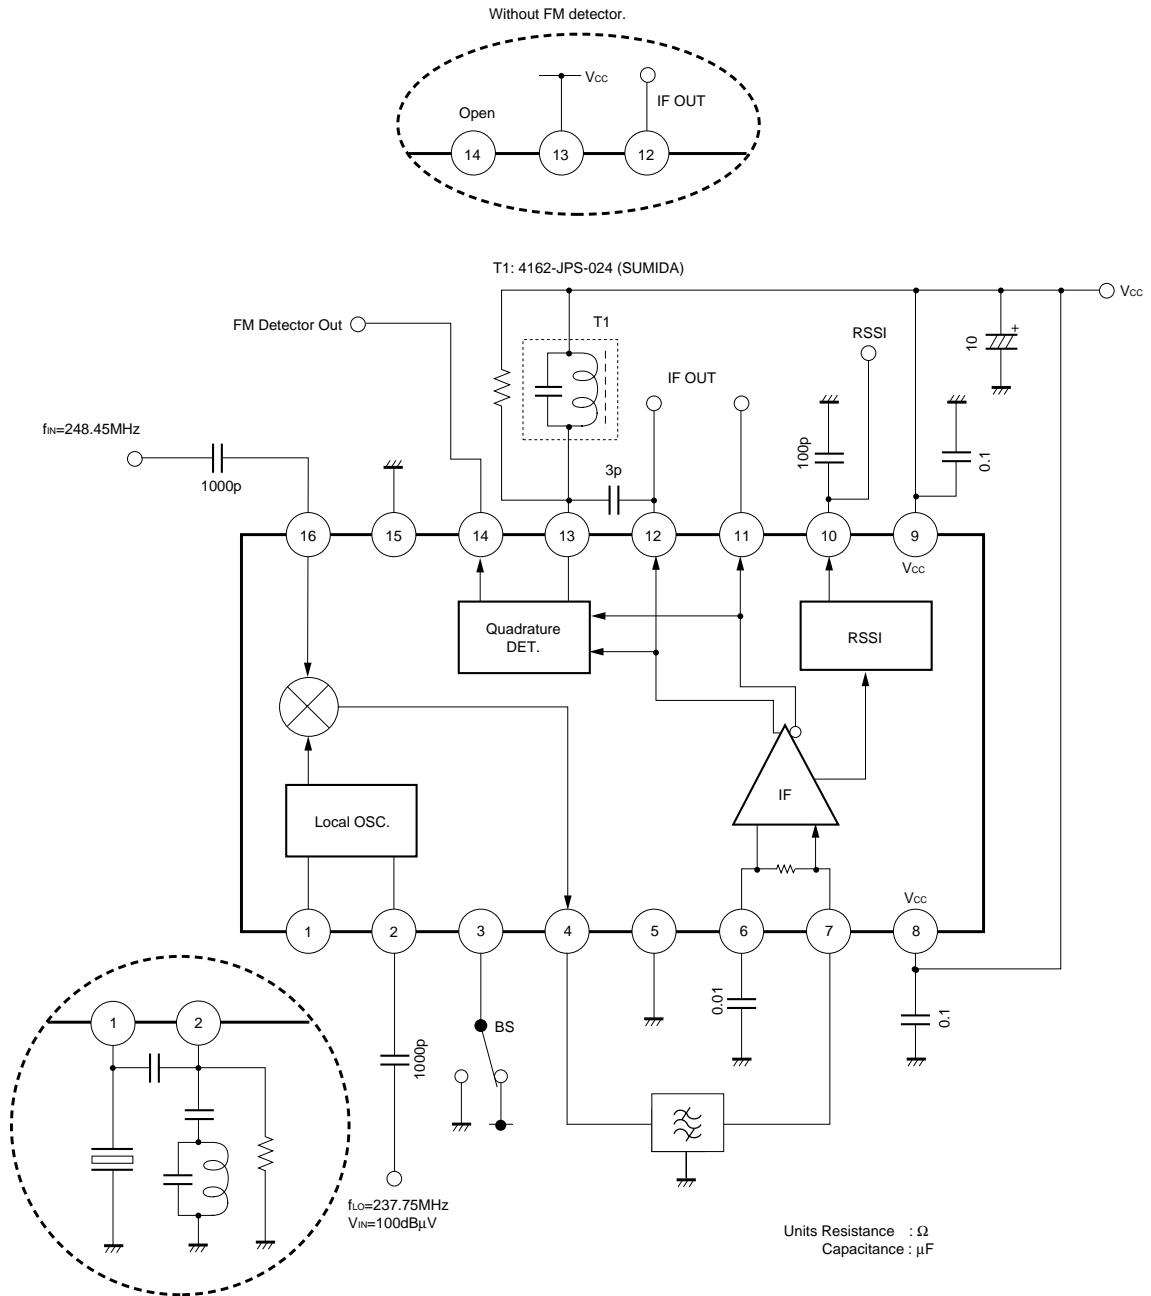 Without FM detector.
VCC
IF OUT
Open
14
13
12
T1: 4162-JPS-024 (SUMIDA)
VCC
FM Detector Out
T1
RSSI
10
+
IF OUT
fIN=248.45MHz
1000p
3p
100p
0.1
16
15
14
13
12
11
10
9
VCC
Quadrature
DET.
RSSI
IF
Local OSC.
VCC
1
2
3
4
5
6
7
8
0.01
0.1
BS
1000p
1
2
fLO=237.75MHz
VIN=100dBμV
Units Resistance : Ω
Capacitance : μF